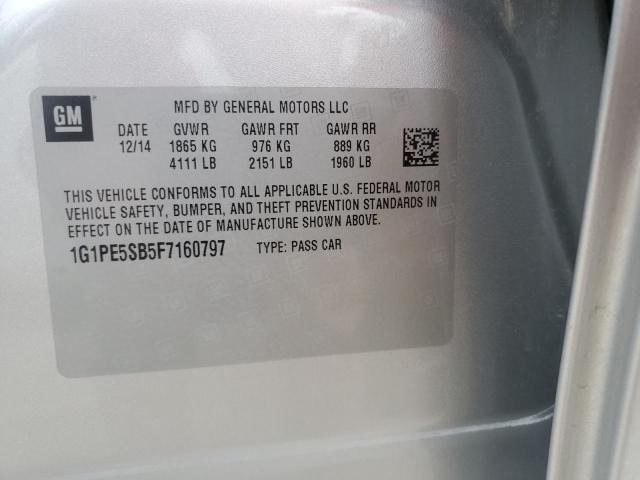 GM
MFD BY GENERAL MOTORS LLC
DATE GVWR GAWR FRT GAWR RR
12/14 1865 KG 976 KG 889 KG
4111 LB 2151 LB 1960 LB
THIS VEHICLE CONFORMS TO ALL APPLICABLE U.S. FEDERAL MOTOR
VEHICLE SAFETY, BUMPER, AND THEFT PREVENTION STANDARDS IN
EFFECT ON THE DATE OF MANUFACTURE SHOWN ABOVE.
1G1PE5SB5F7160797 TYPE: PASS CAR